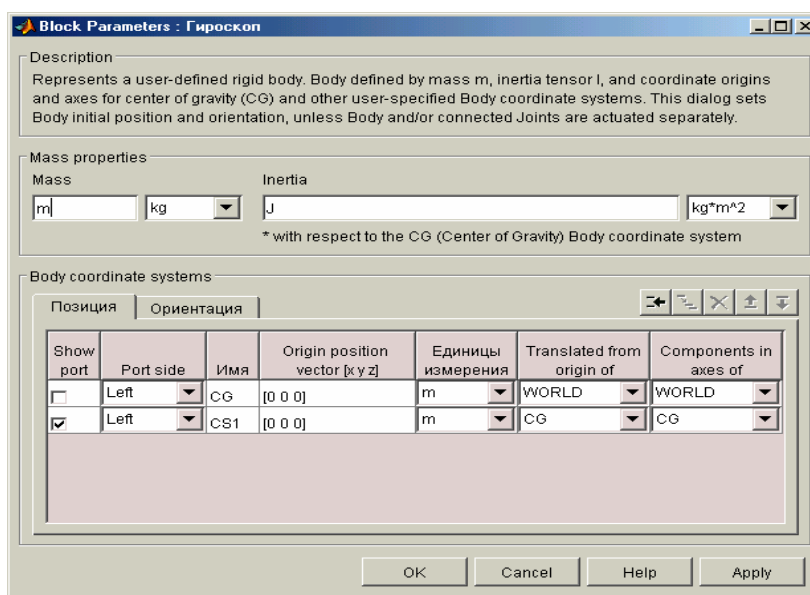 Block Parameters : Гироскоп
Description
Represents a user-defined rigid body. Body defined by mass m, inertia tensor I, and coordinate origins
and axes for center of gravity (CG) and other user-specified Body coordinate systems. This dialog sets
Body initial position and orientation, unless Body and/or connected Joints are actuated separately.
Mass properties
Mass Inertia
m kg J kg*m^2
* with respect to the CG (Center of Gravity) Body coordinate system
Body coordinate systems
Позиция Ориентация
Show Origin position Единицы Translated from Components in
port Port side Имя vector [x y z] измерения origin of axes of
Left CG [0 0 0] m WORLD WORLD
Left CS1 [0 0 0] m CG CG
OK Cancel Help Apply